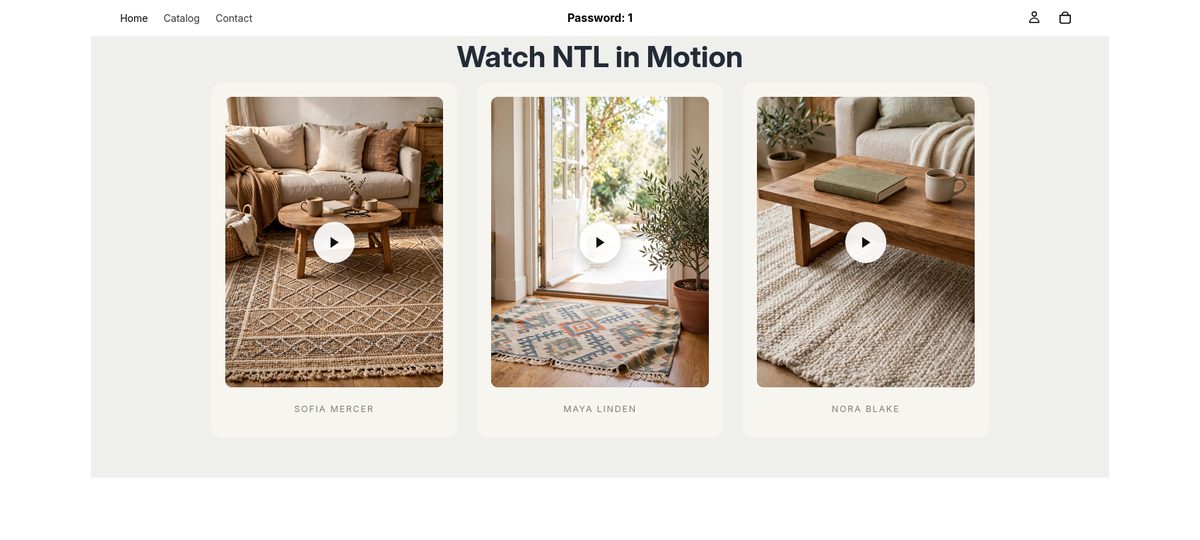 Home Catalog Contact Password: 1
Watch NTL in Motion
SOFIA MERCER MAYA LINDEN NORA BLAKE